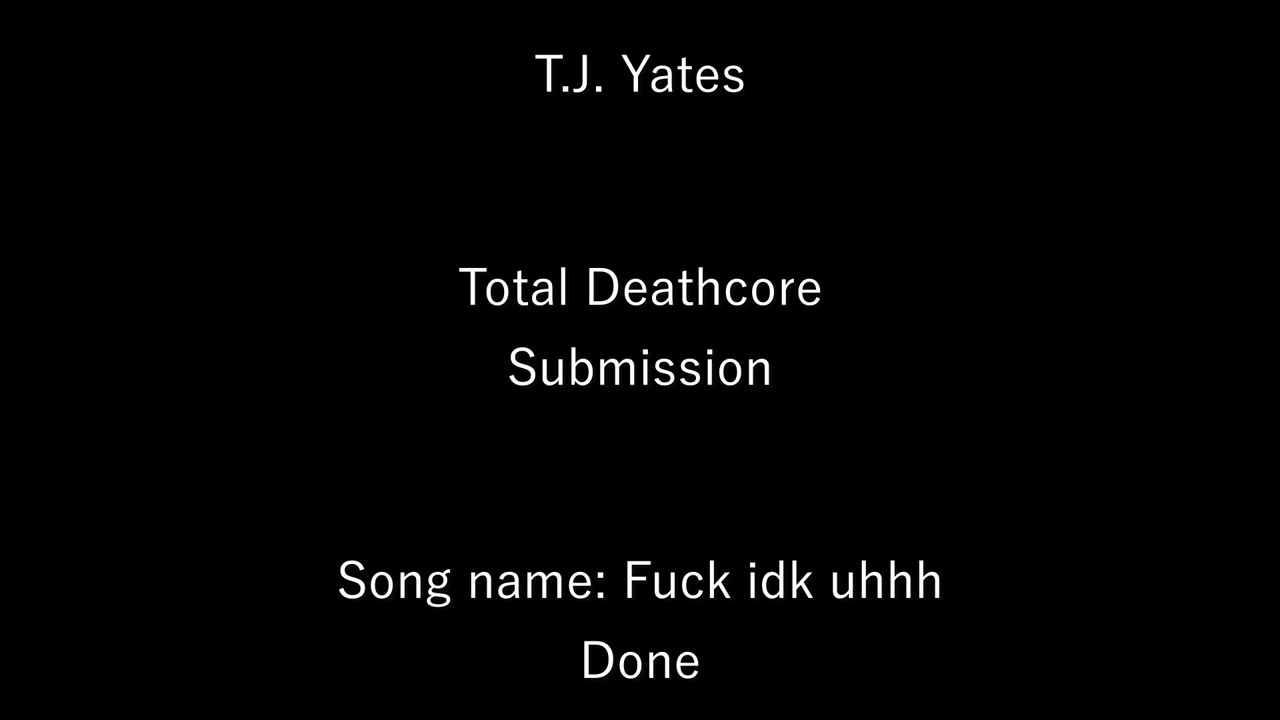 T.J. Yates
Total Deathcore
Submission
Song name: Fuck idk uhhh
Done